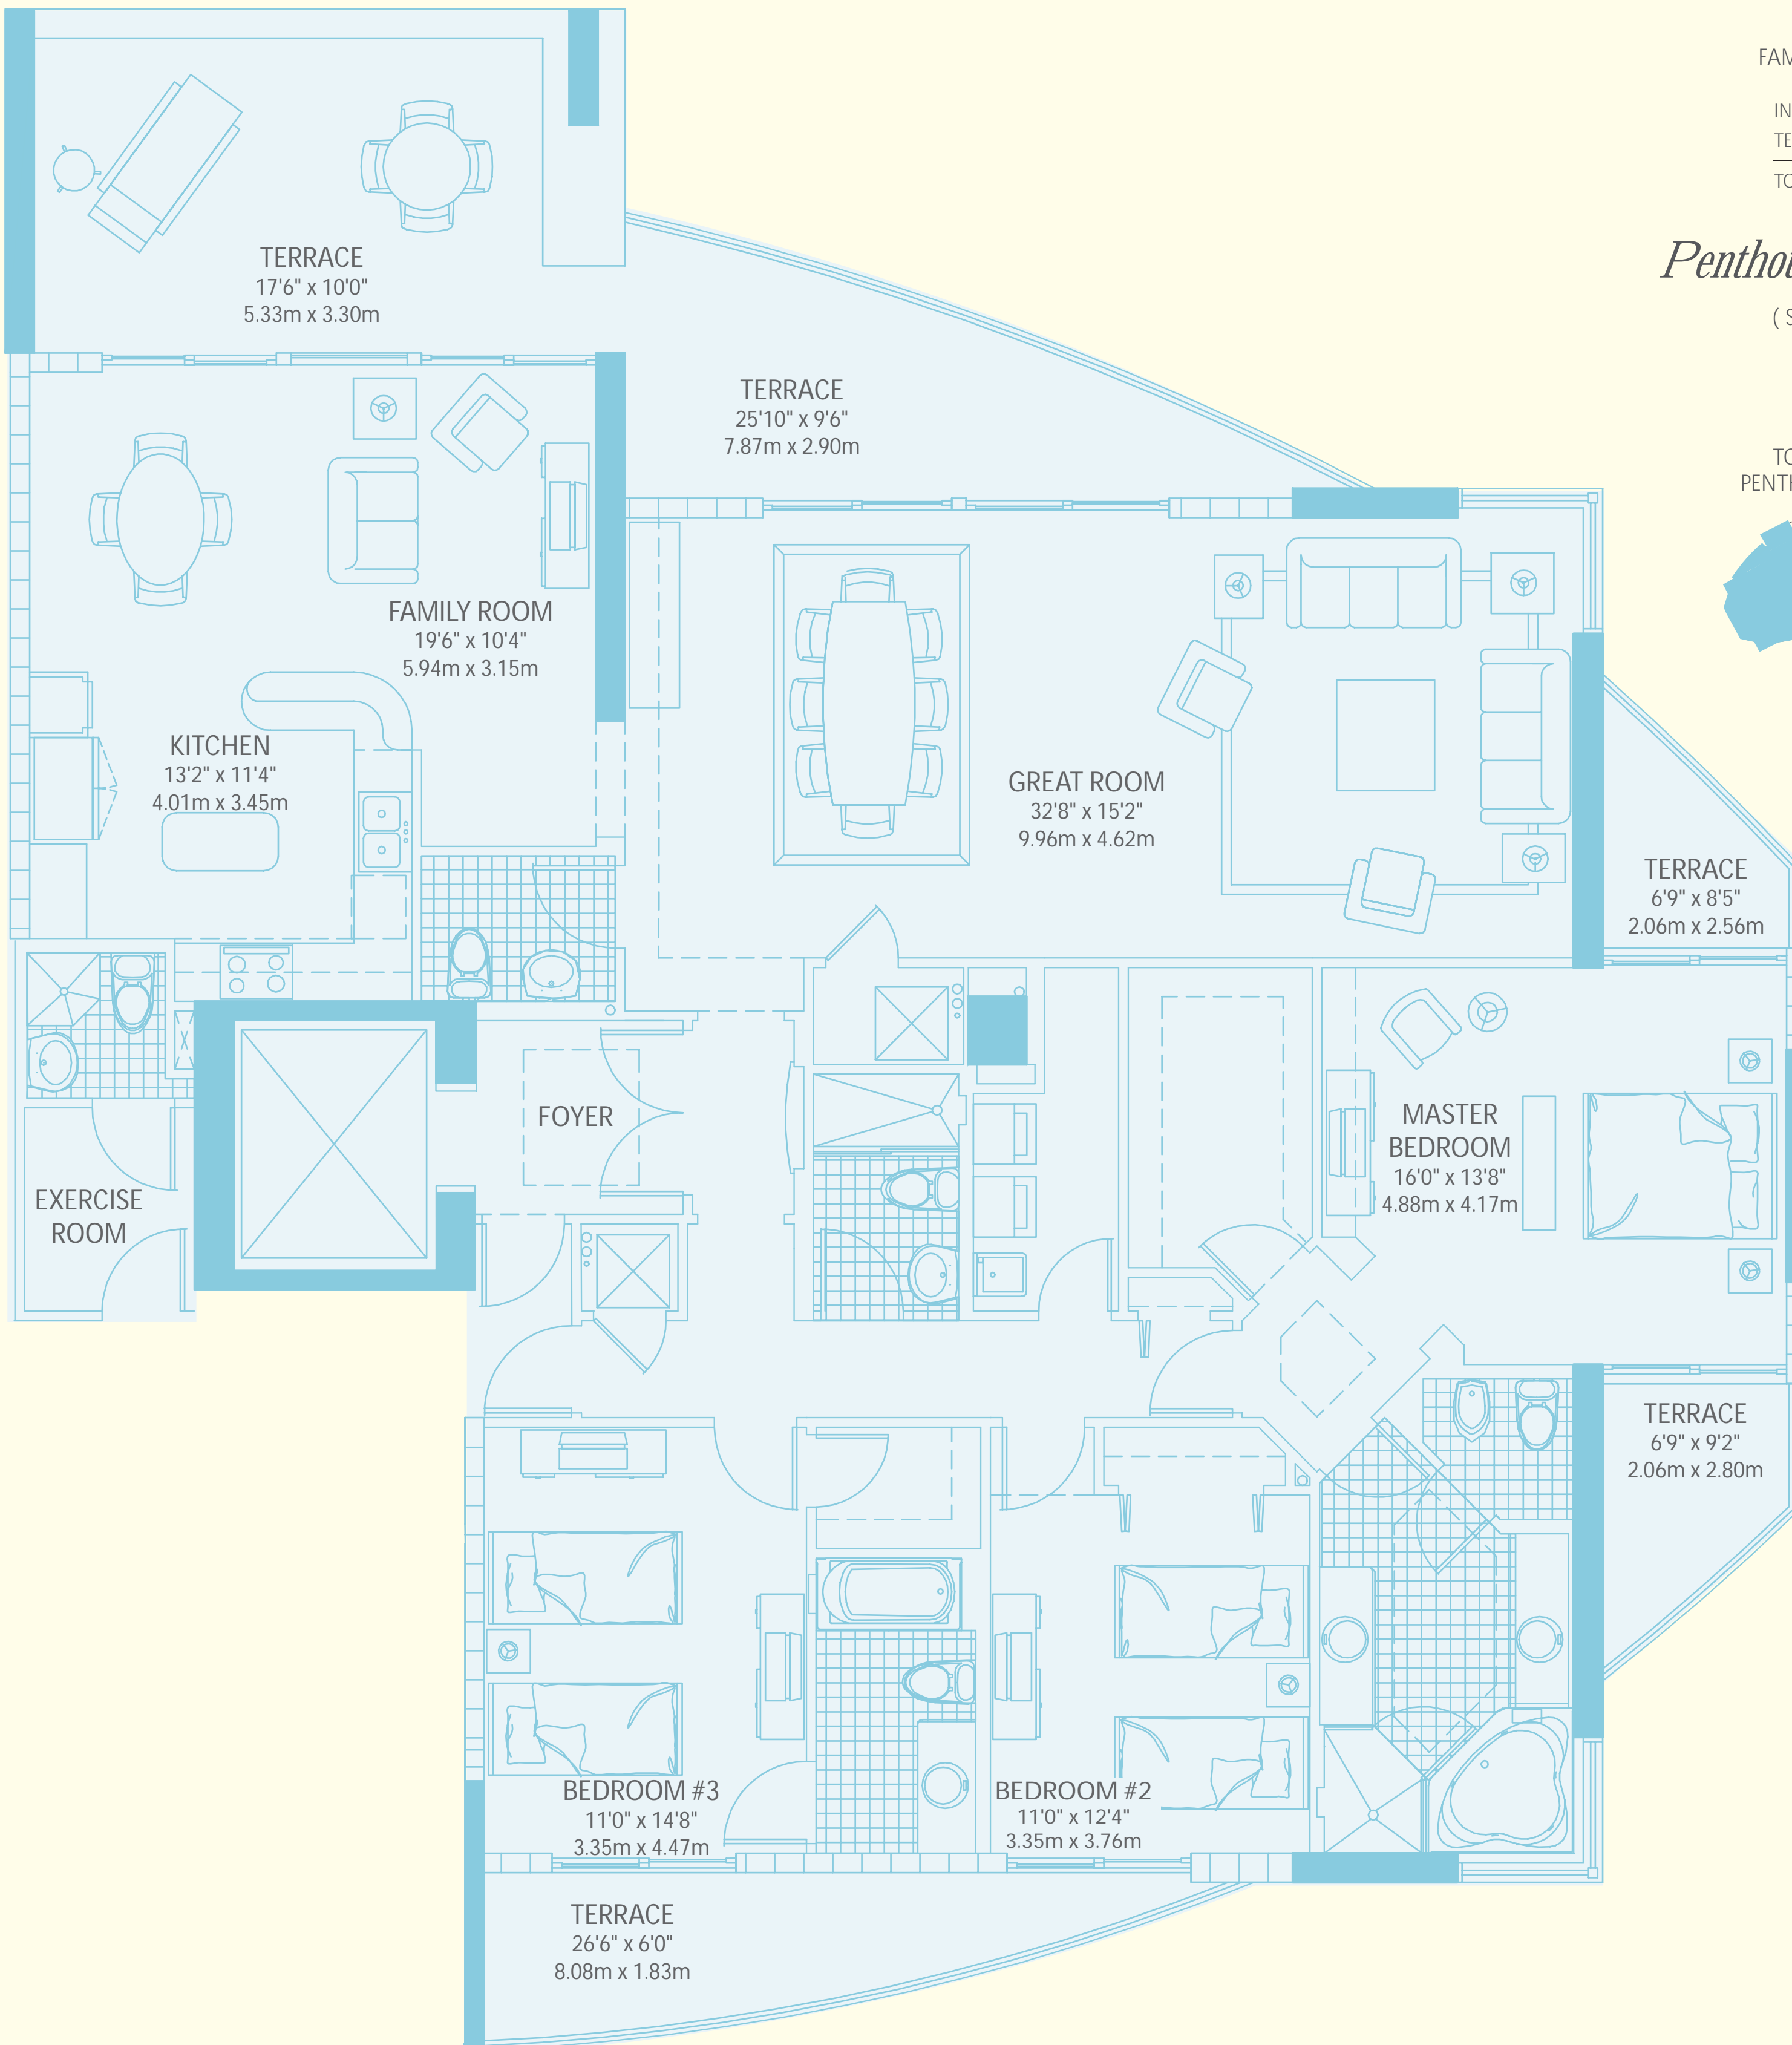 TERRACE
17'6" x 10'0"
5.33m x 3.30m
TERRACE
25'10" x 9'6"
7.87m x 2.90m
FAMILY ROOM
19'6" x 10'4"
5.94m x 3.15m
KITCHEN
13'2" x 11'4"
4.01m x 3.45m
GREAT ROOM
32'8" x 15'2"
9.96m x 4.62m
TERRACE
6'9" x 8'5"
2.06m x 2.56m
FOYER
MASTER
BEDROOM
16'0" x 13'8"
4.88m x 4.17m
EXERCISE
ROOM
TERRACE
6'9" x 9'2"
2.06m x 2.80m
BEDROOM #3
11'0" x 14'8"
3.35m x 4.47m
BEDROOM #2
11'0" x 12'4"
3.35m x 3.76m
TERRACE
26'6" x 6'0"
8.08m x 1.83m